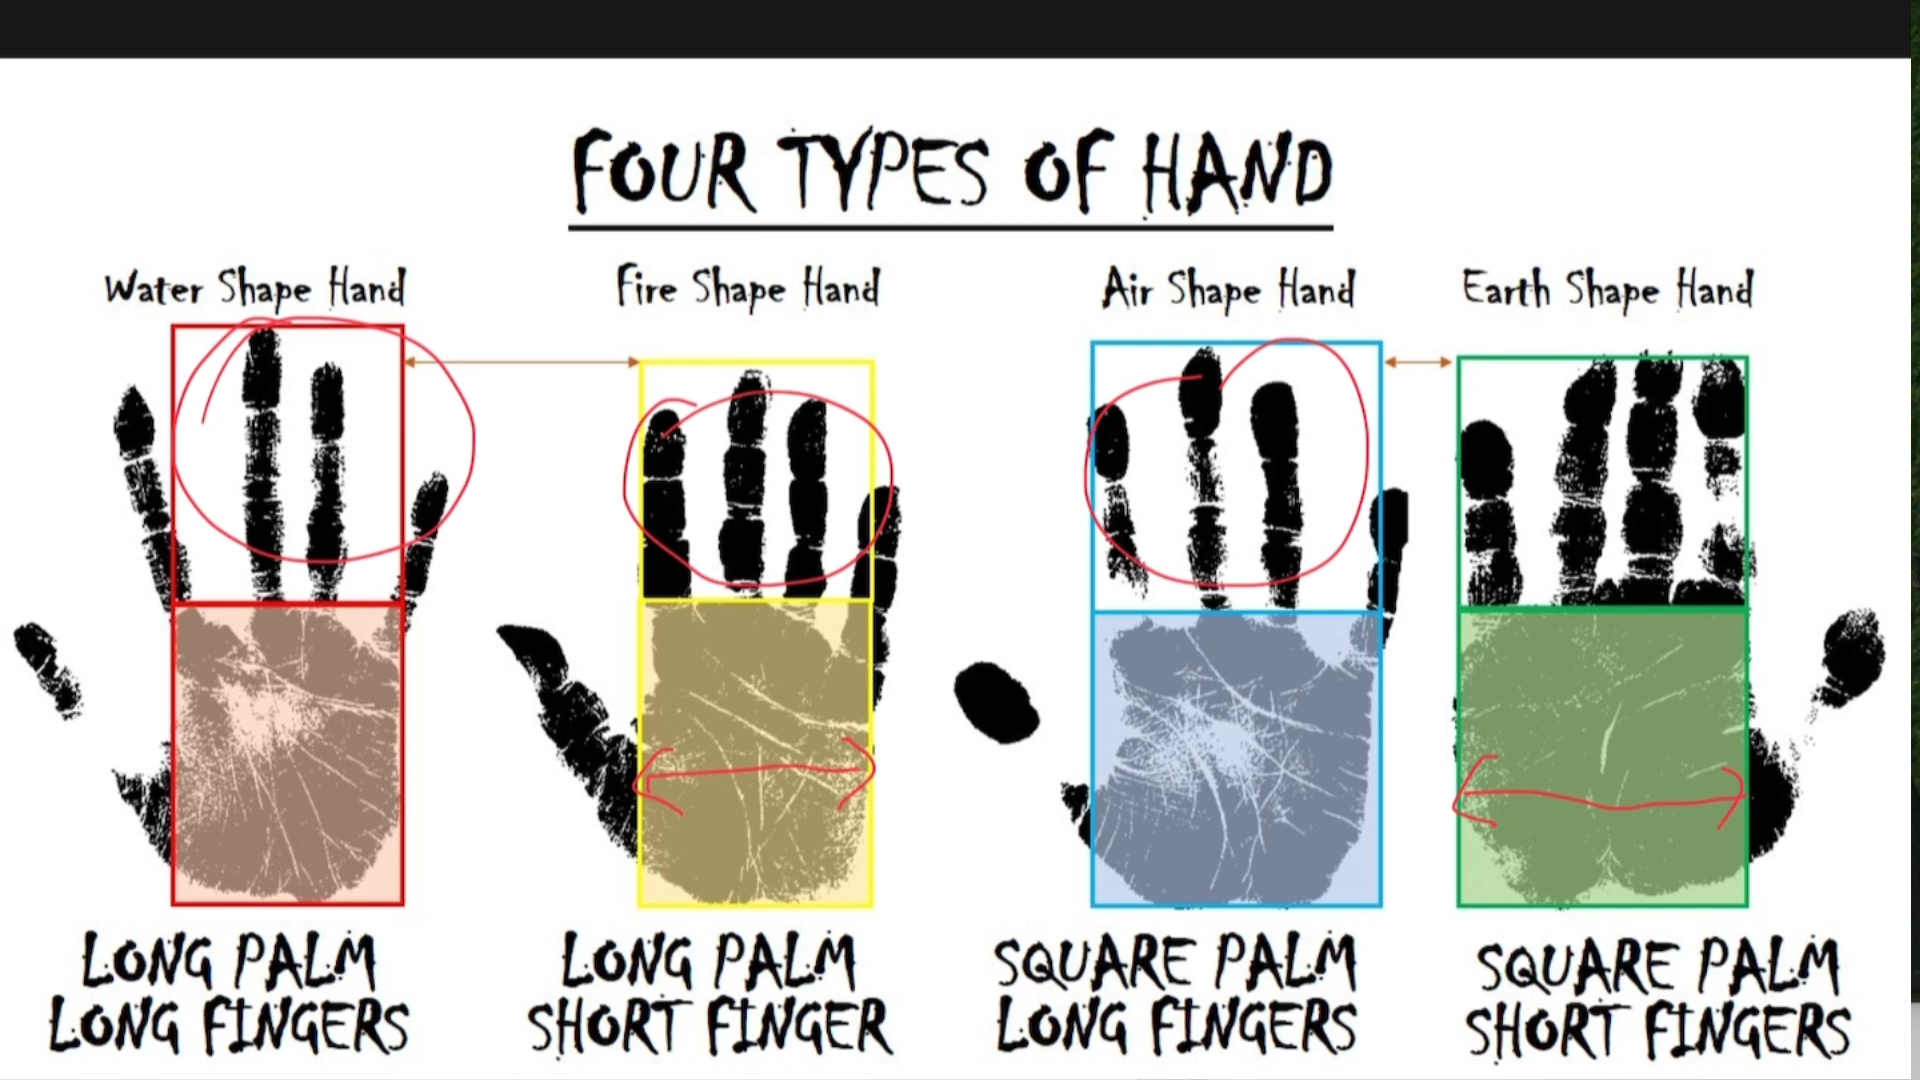 FOUR TYPES OF HAND
Water Shape Hand
Fire Shape Hand
Air Shape Hand
Earth Shape Hand
LONG PALM
LONG FINGERS
LONG PALM
SHORT FINGER
SQUARE PALM
LONG FINGERS
SQUARE PALM
SHORT FINGERS